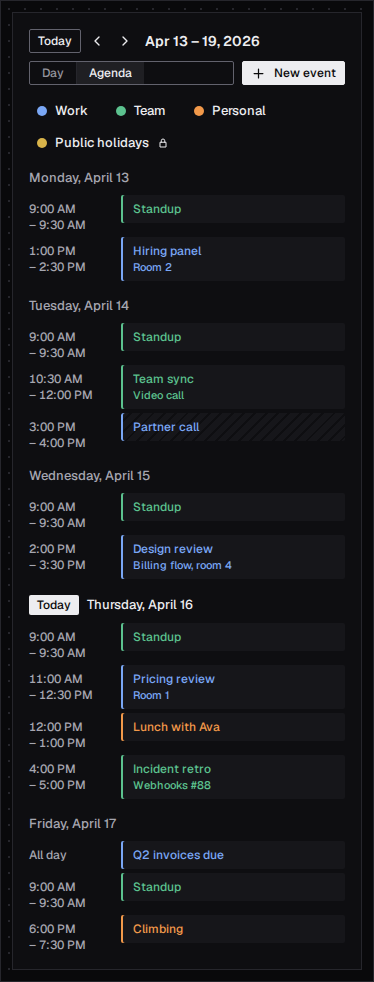 Today Apr 13 – 19, 2026
Day Agenda New event
Work Team Personal
Public holidays
Monday, April 13
9:00 AM Standup
– 9:30 AM
1:00 PM Hiring panel
– 2:30 PM Room 2
Tuesday, April 14
9:00 AM Standup
– 9:30 AM
10:30 AM Team sync
– 12:00 PM Video call
3:00 PM Partner call
– 4:00 PM
Wednesday, April 15
9:00 AM Standup
– 9:30 AM
2:00 PM Design review
– 3:30 PM Billing flow, room 4
Today Thursday, April 16
9:00 AM Standup
– 9:30 AM
11:00 AM Pricing review
– 12:30 PM Room 1
12:00 PM Lunch with Ava
– 1:00 PM
4:00 PM Incident retro
– 5:00 PM Webhooks #88
Friday, April 17
All day Q2 invoices due
9:00 AM Standup
– 9:30 AM
6:00 PM Climbing
– 7:30 PM